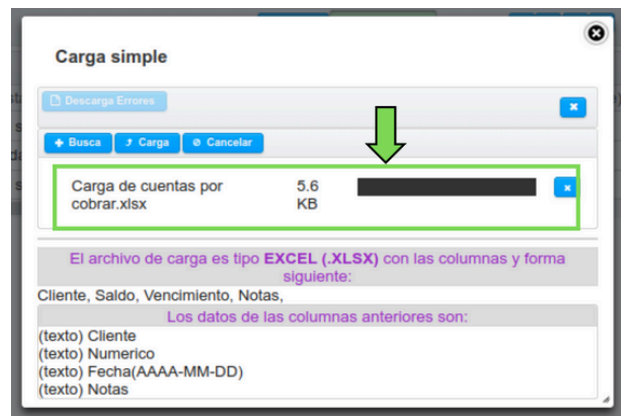 Carga simple
Descarga Errores
Busca Carga Cancelar
Carga de cuentas por 5.6
cobrar.xlsx KB
El archivo de carga es tipo EXCEL (.XLSX) con las columnas y forma
siguiente:
Cliente, Saldo, Vencimiento, Notas,
Los datos de las columnas anteriores son:
(texto) Cliente
(texto) Numerico
(texto) Fecha(AAAA-MM-DD)
(texto) Notas